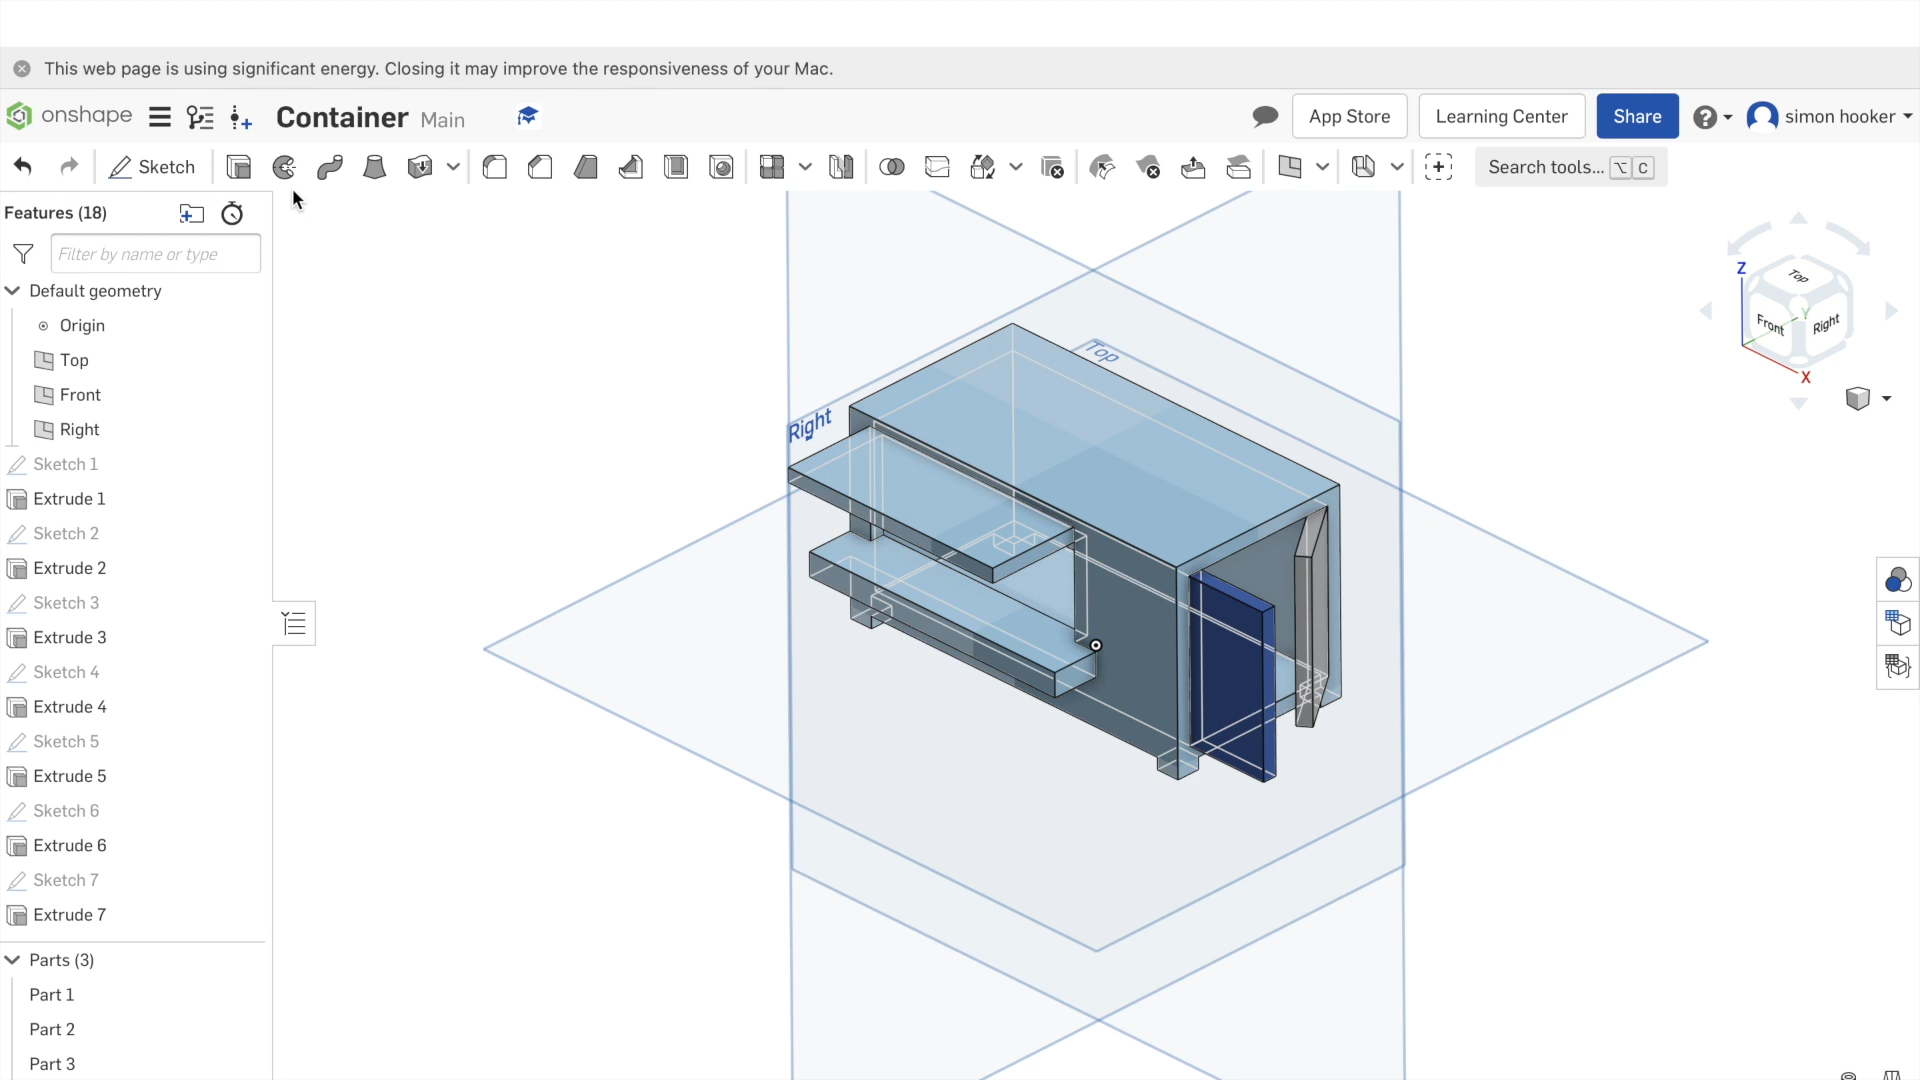 This web page is using significant energy. Closing it may improve the responsiveness of your Mac.
onshape Container Main App Store Learning Center Share simon hooker
Sketch Search tools... ⌥ C
Features (18)
Filter by name or type
Default geometry
Origin
Top
Front
Right
Sketch 1
Extrude 1
Sketch 2
Extrude 2
Sketch 3
Extrude 3
Sketch 4
Extrude 4
Sketch 5
Extrude 5
Sketch 6
Extrude 6
Sketch 7
Extrude 7
Parts (3)
Part 1
Part 2
Part 3
Top
Right
Z
Top
Front
Y
Right
X